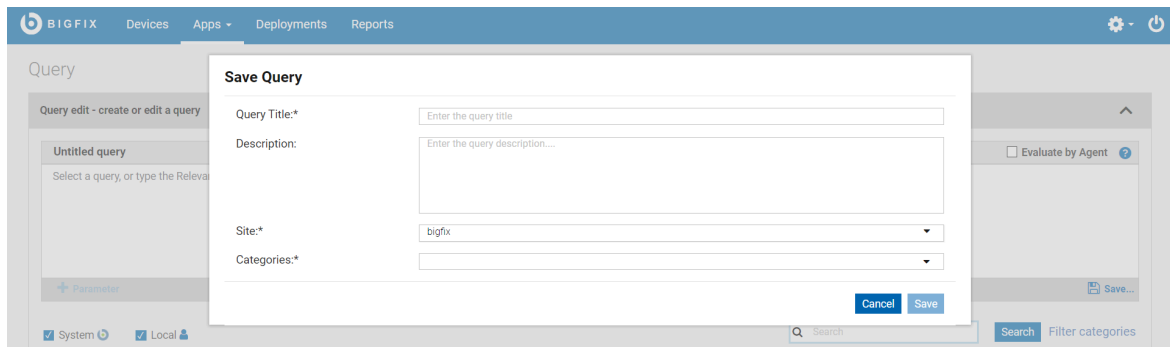 BIGFIX Devices Apps Deployments Reports
Query
Save Query
Query edit - create or edit a query
Query Title:*
Enter the query title
Description:
Enter the query description....
Untitled query
Evaluate by Agent ?
Select a query, or type the Releva
Site:*
bigfix
Categories:*
+ Parameter
Save...
Cancel Save
System Local
Search
Search Filter categories